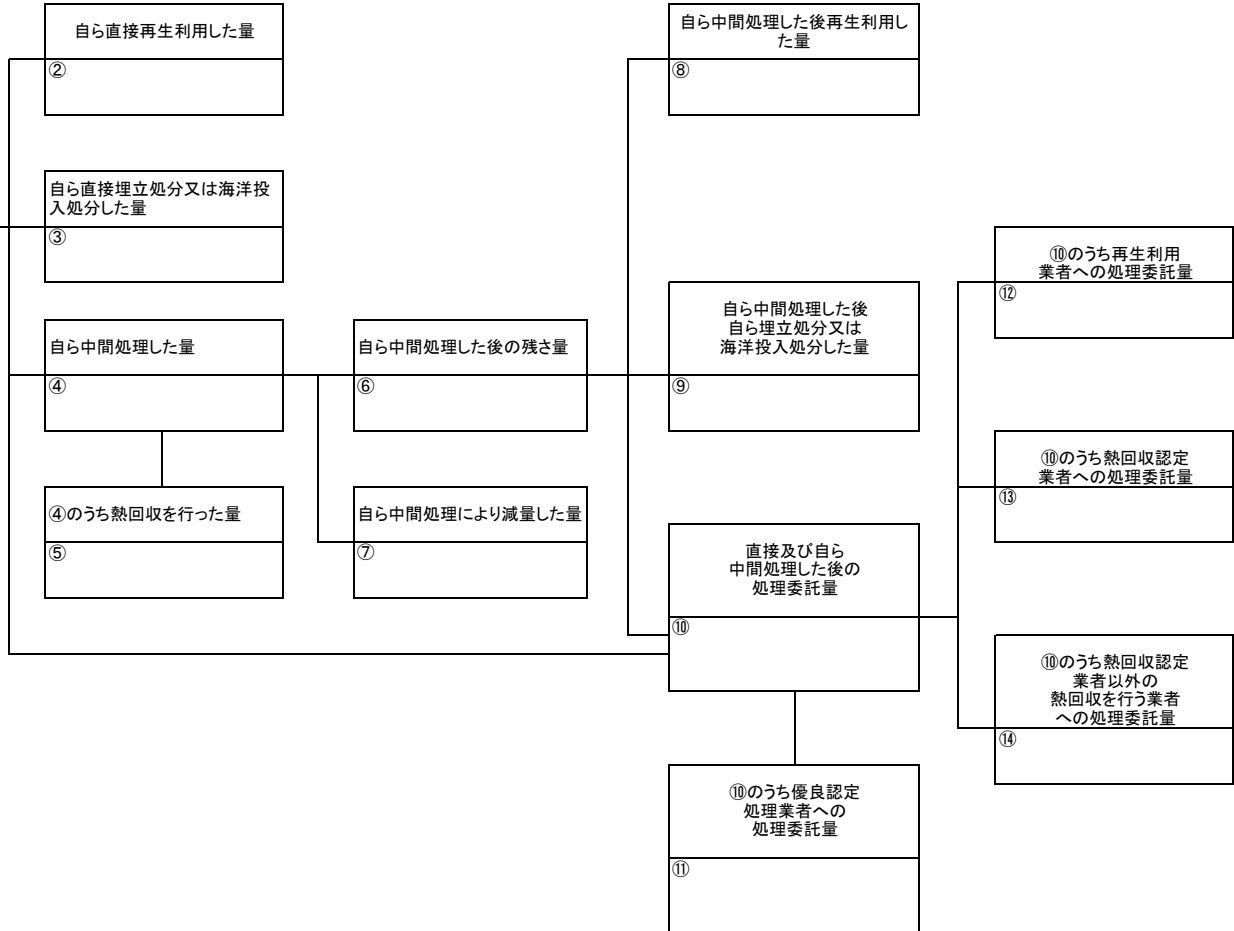 自ら直接再生利用した量
②
自ら直接埋立処分又は海洋投
入処分した量
③
自ら中間処理した量
④
④のうち熱回収を行った量
⑤
自ら中間処理した後の残さ量
⑥
自ら中間処理により減量した量
⑦
自ら中間処理した後再生利用し
た量
⑧
自ら中間処理した後
自ら埋立処分又は
海洋投入処分した量
⑨
直接及び自ら
中間処理した後の
処理委託量
⑩
⑩のうち優良認定
処理業者への
処理委託量
⑪
⑩のうち再生利用
業者への処理委託量
⑫
⑩のうち熱回収認定
業者への処理委託量
⑬
⑩のうち熱回収認定
業者以外の
熱回収を行う業者
への処理委託量
⑭